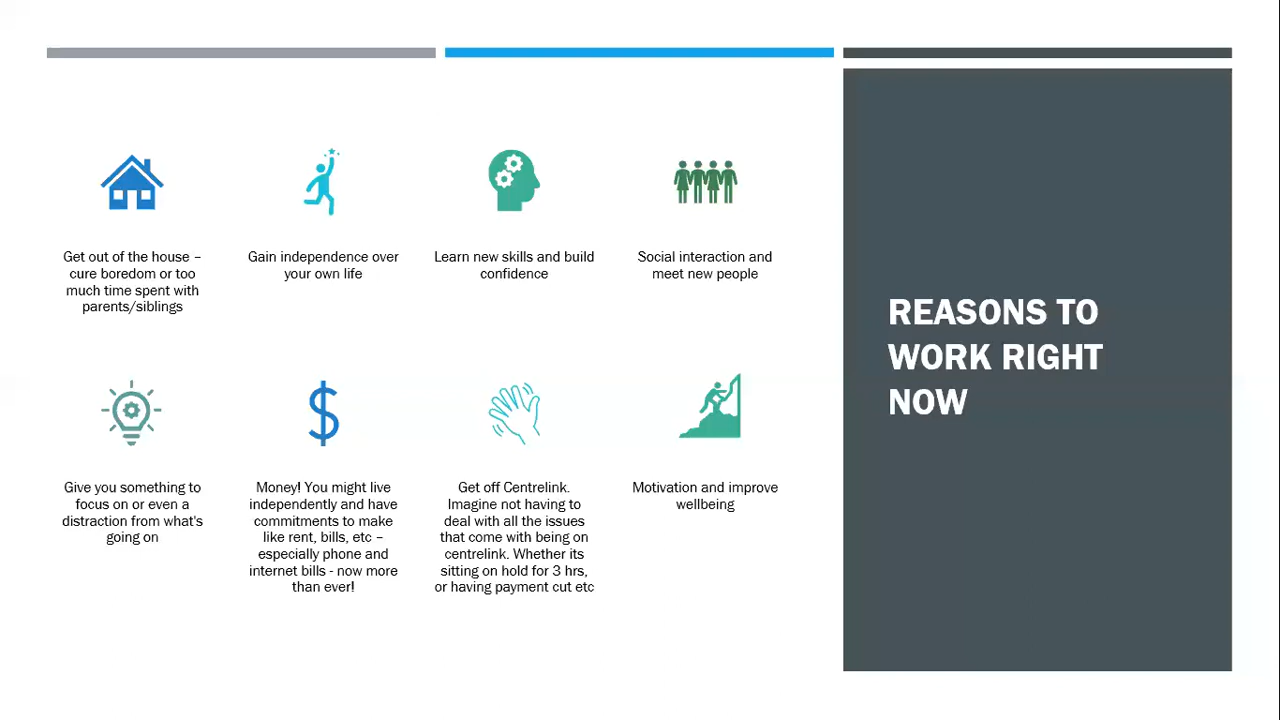 Get out of the house –
cure boredom or too
much time spent with
parents/siblings
Gain independence over
your own life
Learn new skills and build
confidence
Social interaction and
meet new people
Give you something to
focus on or even a
distraction from what's
going on
Money! You might live
independently and have
commitments to make
like rent, bills, etc –
especially phone and
internet bills - now more
than ever!
Get off Centrelink.
Imagine not having to
deal with all the issues
that come with being on
centrelink. Whether its
sitting on hold for 3 hrs,
or having payment cut etc
Motivation and improve
wellbeing
REASONS TO
WORK RIGHT
NOW